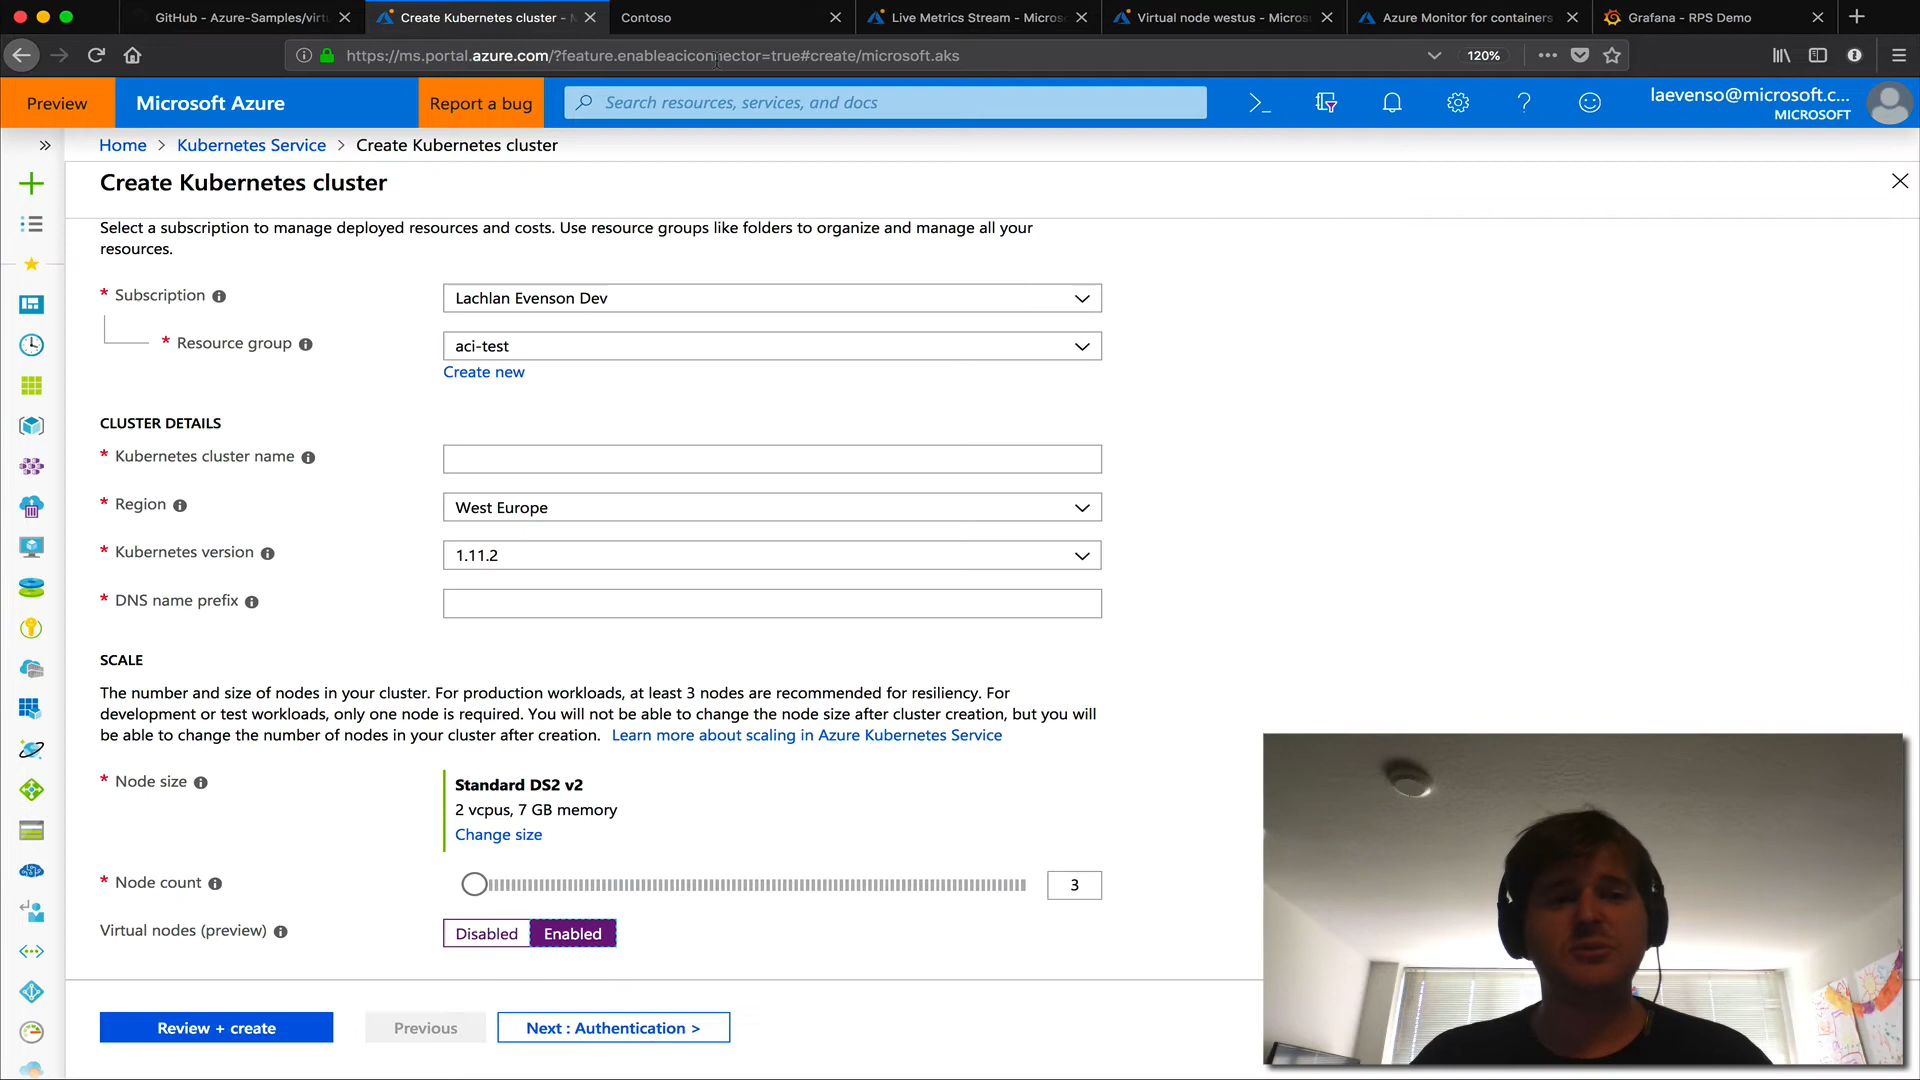 GitHub - Azure-Samples/virtu
Create Kubernetes cluster -
Contoso
Live Metrics Stream - Micros
Virtual node westus - Micros
Azure Monitor for containers
Grafana - RPS Demo
https://ms.portal.azure.com/?feature.enableaciconnector=true#create/microsoft.aks
120%
Preview
Microsoft Azure
Report a bug
Search resources, services, and docs
laevenso@microsoft.c...
MICROSOFT
Home > Kubernetes Service > Create Kubernetes cluster
Create Kubernetes cluster
Select a subscription to manage deployed resources and costs. Use resource groups like folders to organize and manage all your
resources.
* Subscription
Lachlan Evenson Dev
* Resource group
aci-test
Create new
CLUSTER DETAILS
* Kubernetes cluster name
* Region
West Europe
* Kubernetes version
1.11.2
* DNS name prefix
SCALE
The number and size of nodes in your cluster. For production workloads, at least 3 nodes are recommended for resiliency. For
development or test workloads, only one node is required. You will not be able to change the node size after cluster creation, but you will
be able to change the number of nodes in your cluster after creation. Learn more about scaling in Azure Kubernetes Service
* Node size
Standard DS2 v2
2 vcpus, 7 GB memory
Change size
* Node count
3
Virtual nodes (preview)
Disabled
Enabled
Review + create
Previous
Next : Authentication >